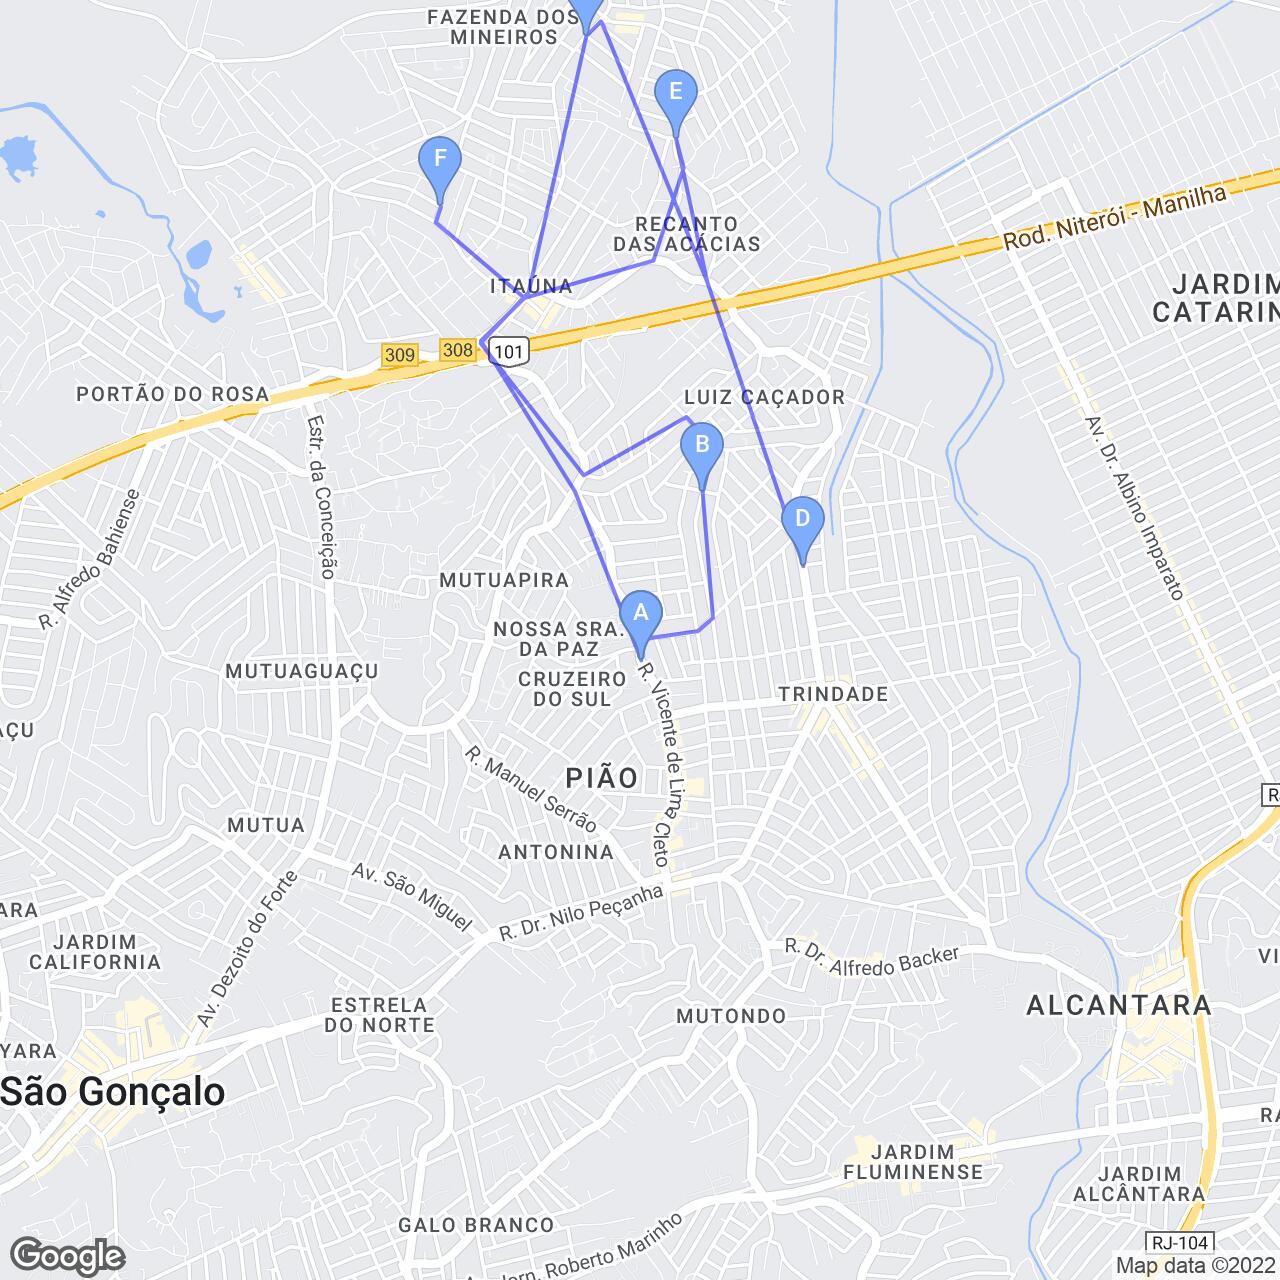 FAZENDA DOS
MINEIROS
E
F
RECANTO
DAS ACÁCIAS
Rod. Niterói - Manilha
ITAÚNA
JARDIM
CATARIN
309
308
101
PORTÃO DO ROSA
LUIZ CAÇADOR
B
Estr. da Conceição
Av. Dr. Albino Imparato
R. Alfredo Bahiense
D
MUTUAPIRA
A
NOSSA SRA.
DA PAZ
MUTUAGUAÇU
CRUZEIRO
DO SUL
R. Vicente de Lima Cleto
TRINDADE
AÇU
PIÃO
R. Manuel Serrão
R
MUTUA
ANTONINA
Av. São Miguel
R. Dr. Nilo Peçanha
ARA
Av. Dezoito do Forte
JARDIM
CALIFORNIA
R. Dr. Alfredo Backer
VI
ESTRELA
DO NORTE
MUTONDO
ALCANTARA
YARA
São Gonçalo
RA
JARDIM
FLUMINENSE
JARDIM
ALCÂNTARA
GALO BRANCO
Roberto Marinho
RJ-104
Google
Map data ©2022